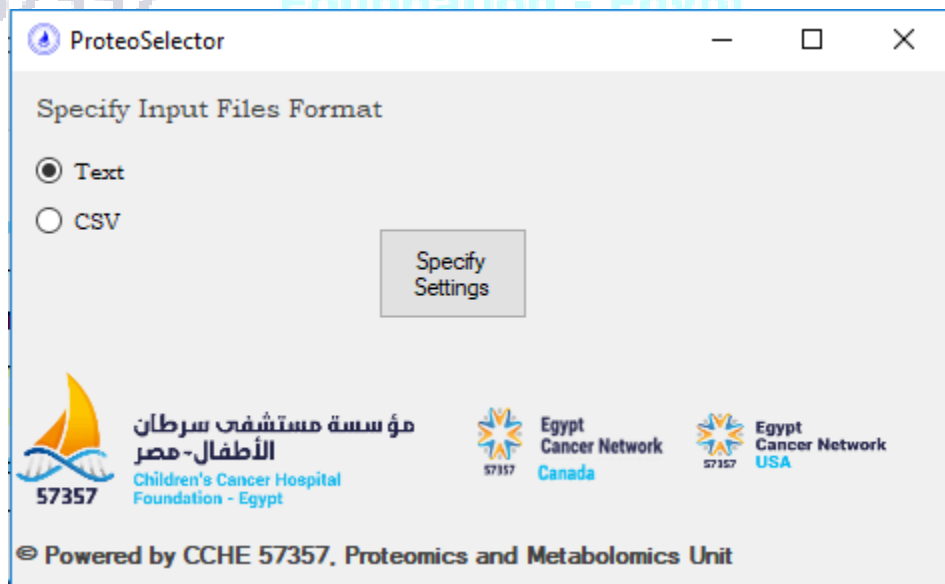 Foundation - Egypt
ProteoSelector
Specify Input Files Format
Text
CSV
Specify
Settings
مؤسسة مستشفى سرطان
الأطفال-مصر
Children's Cancer Hospital
Foundation - Egypt
57357
Egypt
Cancer Network
Canada
57357
Egypt
Cancer Network
USA
57357
© Powered by CCHE 57357, Proteomics and Metabolomics Unit